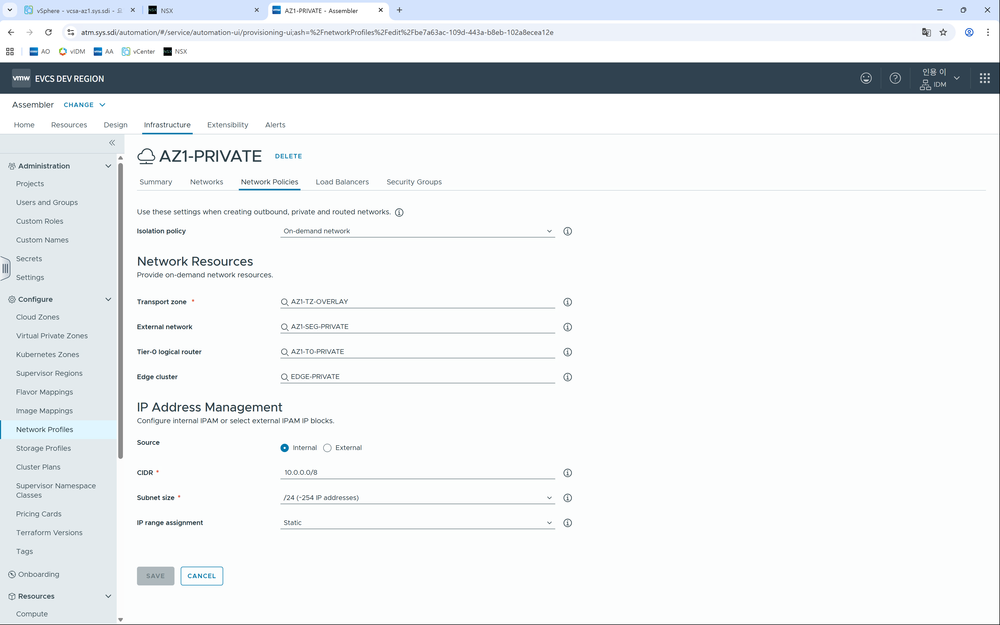 vSphere - vcsa-az1.sys.sdi -
NSX
NSX
AZ1-PRIVATE - Assembler
atm.sys.sdi/automation/#/service/automation-ui/provisioning-ui;ash=%2FnetworkProfiles%2Fedit%2Fbe7a63ac-109d-443a-b8eb-102a8ecea12e
AO
vIDM
AA
vCenter
NSX
NSX
vmw EVCS DEV REGION
인용 이
IDM
Assembler CHANGE
Home Resources Design Infrastructure Extensibility Alerts
Administration
Projects
Users and Groups
Custom Roles
Custom Names
Secrets
Settings
Configure
Cloud Zones
Virtual Private Zones
Kubernetes Zones
Supervisor Regions
Flavor Mappings
Image Mappings
Network Profiles
Storage Profiles
Cluster Plans
Supervisor Namespace
Classes
Pricing Cards
Terraform Versions
Tags
Onboarding
Resources
Compute
AZ1-PRIVATE DELETE
Summary Networks Network Policies Load Balancers Security Groups
Use these settings when creating outbound, private and routed networks.
Isolation policy On-demand network
Network Resources
Provide on-demand network resources.
Transport zone * AZ1-TZ-OVERLAY
External network AZ1-SEG-PRIVATE
Tier-0 logical router AZ1-T0-PRIVATE
Edge cluster EDGE-PRIVATE
IP Address Management
Configure internal IPAM or select external IPAM IP blocks.
Source Internal External
CIDR * 10.0.0.0/8
Subnet size * /24 (~254 IP addresses)
IP range assignment Static
SAVE CANCEL